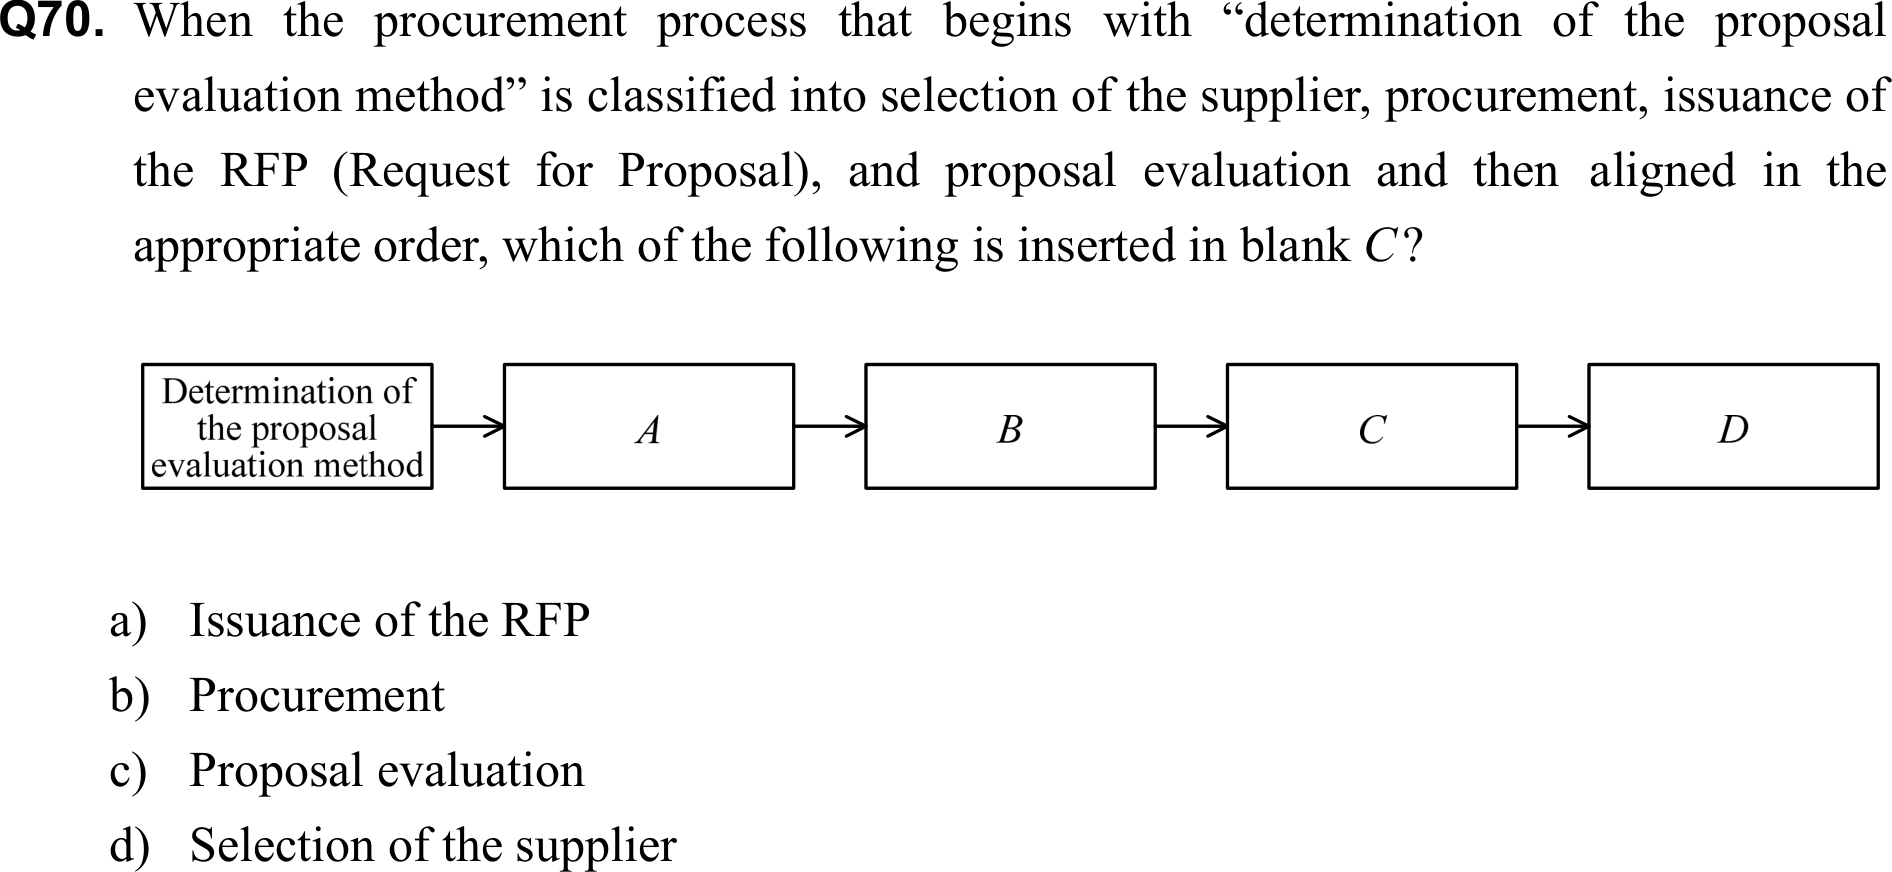 Q70. When the procurement process that begins with “determination of the proposal
evaluation method” is classified into selection of the supplier, procurement, issuance of
the RFP (Request for Proposal), and proposal evaluation and then aligned in the
appropriate order, which of the following is inserted in blank C?
Determination of
the proposal
evaluation method
A
B
C
D
a) Issuance of the RFP
b) Procurement
c) Proposal evaluation
d) Selection of the supplier